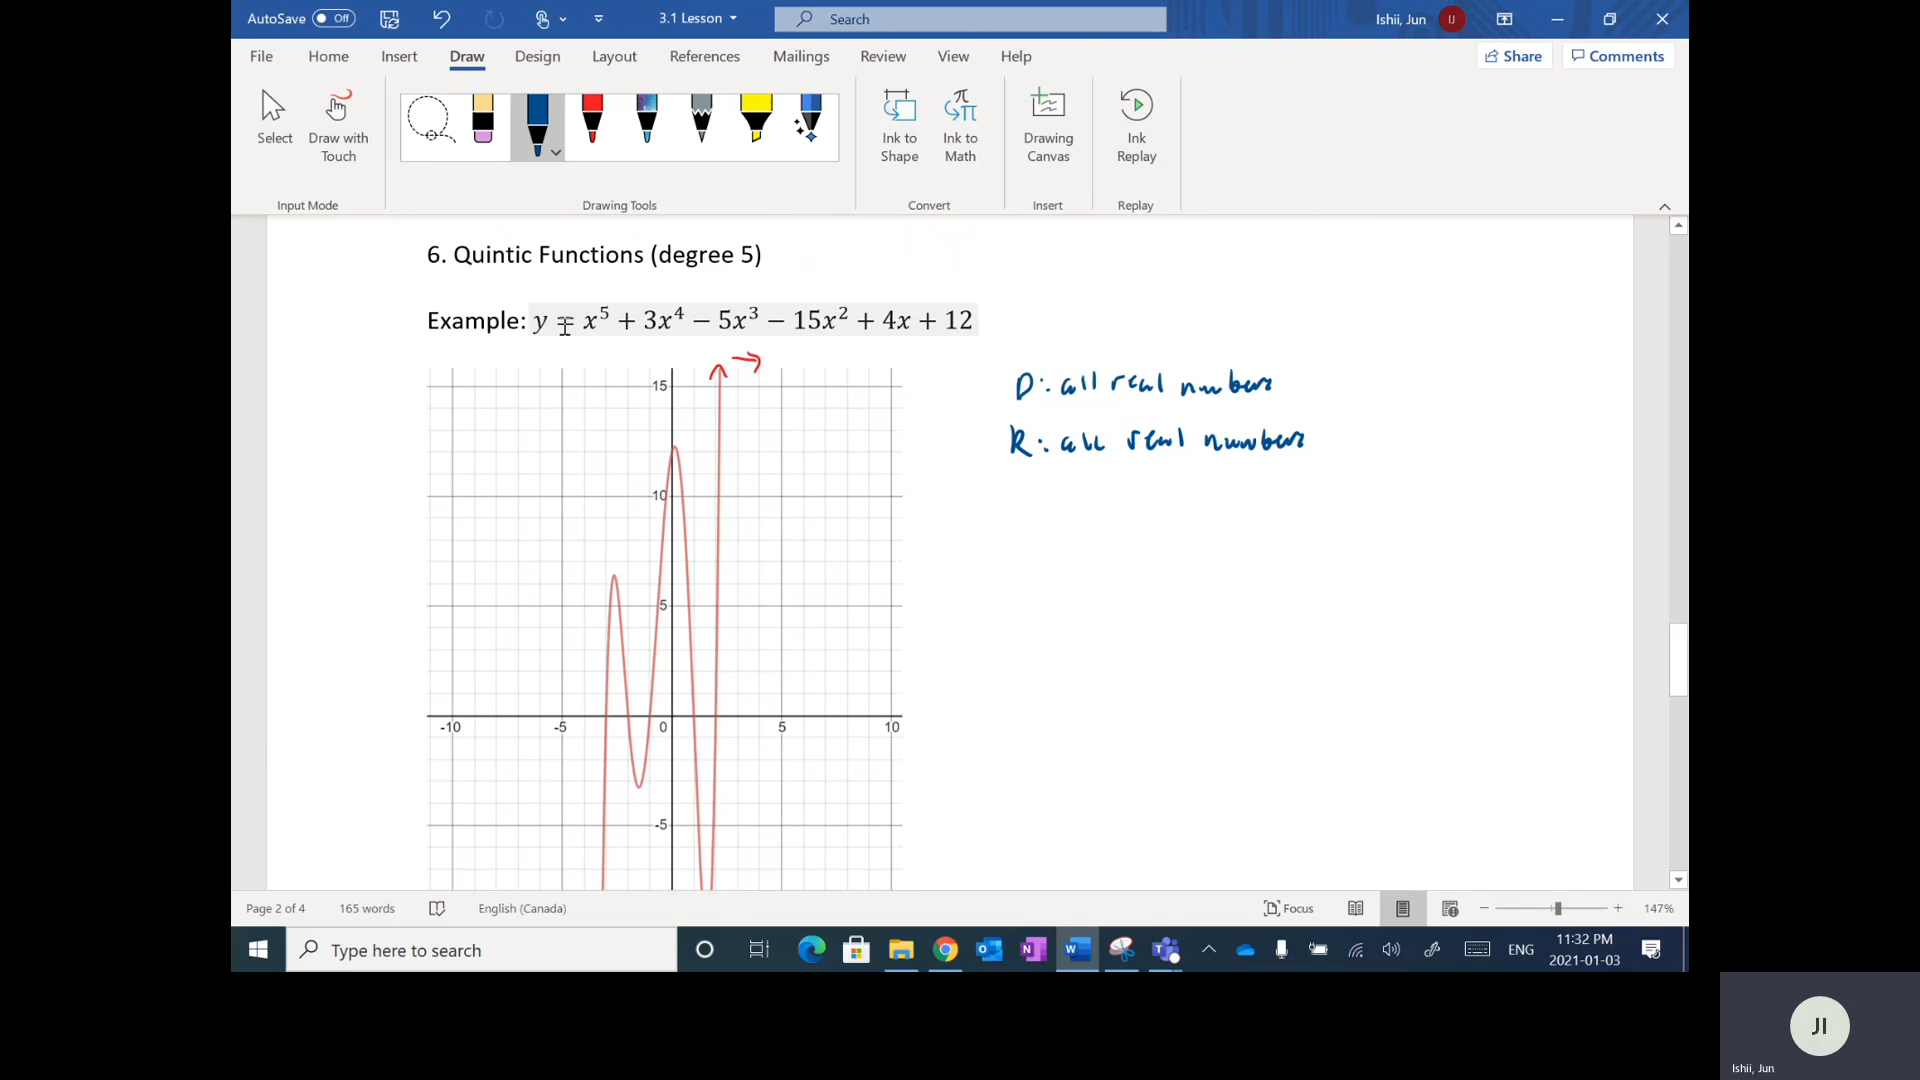 AutoSave Off 3.1 Lesson Search Ishii, Jun IJ
File Home Insert Draw Design Layout References Mailings Review View Help Share Comments
Select
Draw with
Touch
Ink to
Shape
Ink to
Math
Drawing
Canvas
Ink
Replay
Input Mode Drawing Tools Convert Insert Replay
6. Quintic Functions (degree 5)
Example: y = x⁵ + 3x⁴ − 5x³ − 15x² + 4x + 12
D: all real numbers
R: all real numbers
15
10
5
-10 -5 0 5 10
-5
Page 2 of 4 165 words English (Canada) Focus 147%
Type here to search ENG 11:32 PM
2021-01-03
JI
Ishii, Jun